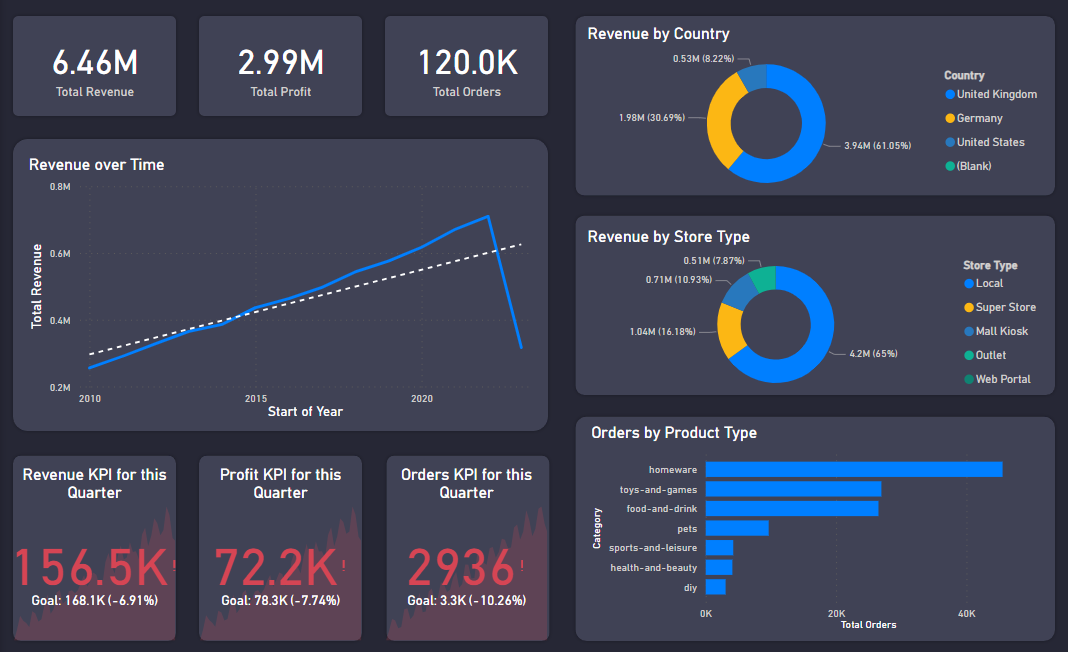 6.46M
Total Revenue
2.99M
Total Profit
120.0K
Total Orders
Revenue over Time
0.8M
0.6M
0.4M
0.2M
Total Revenue
2010
2015
2020
Start of Year
Revenue KPI for this
Quarter
156.5K!
Goal: 168.1K (-6.91%)
Profit KPI for this
Quarter
72.2K!
Goal: 78.3K (-7.74%)
Orders KPI for this
Quarter
2936!
Goal: 3.3K (-10.26%)
Revenue by Country
0.53M (8.22%)
1.98M (30.69%)
3.94M (61.05%)
Country
United Kingdom
Germany
United States
(Blank)
Revenue by Store Type
0.51M (7.87%)
0.71M (10.93%)
1.04M (16.18%)
4.2M (65%)
Store Type
Local
Super Store
Mall Kiosk
Outlet
Web Portal
Orders by Product Type
Category
homeware
toys-and-games
food-and-drink
pets
sports-and-leisure
health-and-beauty
diy
0K
20K
40K
Total Orders